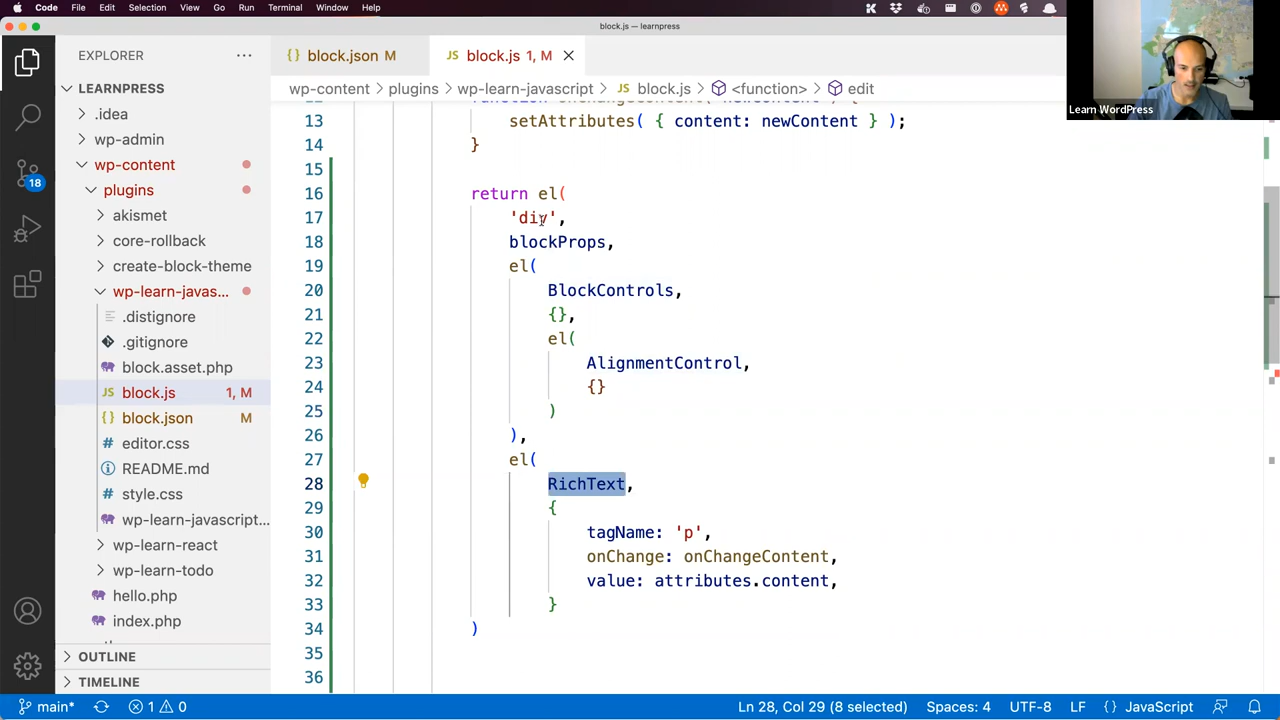 Code File Edit Selection View Go Run Terminal Window Help
block.js — learnpress
EXPLORER
block.json M
JS block.js 1, M
LEARNPRESS
wp-content plugins wp-learn-javascript JS block.js <function> edit
.idea
wp-admin
wp-content
plugins
akismet
core-rollback
create-block-theme
wp-learn-javas...
.distignore
.gitignore
block.asset.php
JS block.js 1, M
{} block.json M
# editor.css
README.md
# style.css
wp-learn-javascript...
wp-learn-react
wp-learn-todo
hello.php
index.php
OUTLINE
TIMELINE
18
13 setAttributes( { content: newContent } );
14 }
15
16 return el(
17 'div',
18 blockProps,
19 el(
20 BlockControls,
21 {},
22 el(
23 AlignmentControl,
24 {}
25 )
26 ),
27 el(
28 RichText,
29 {
30 tagName: 'p',
31 onChange: onChangeContent,
32 value: attributes.content,
33 }
34 )
35
36
Learn WordPress
main* 1 0 Ln 28, Col 29 (8 selected) Spaces: 4 UTF-8 LF {} JavaScript